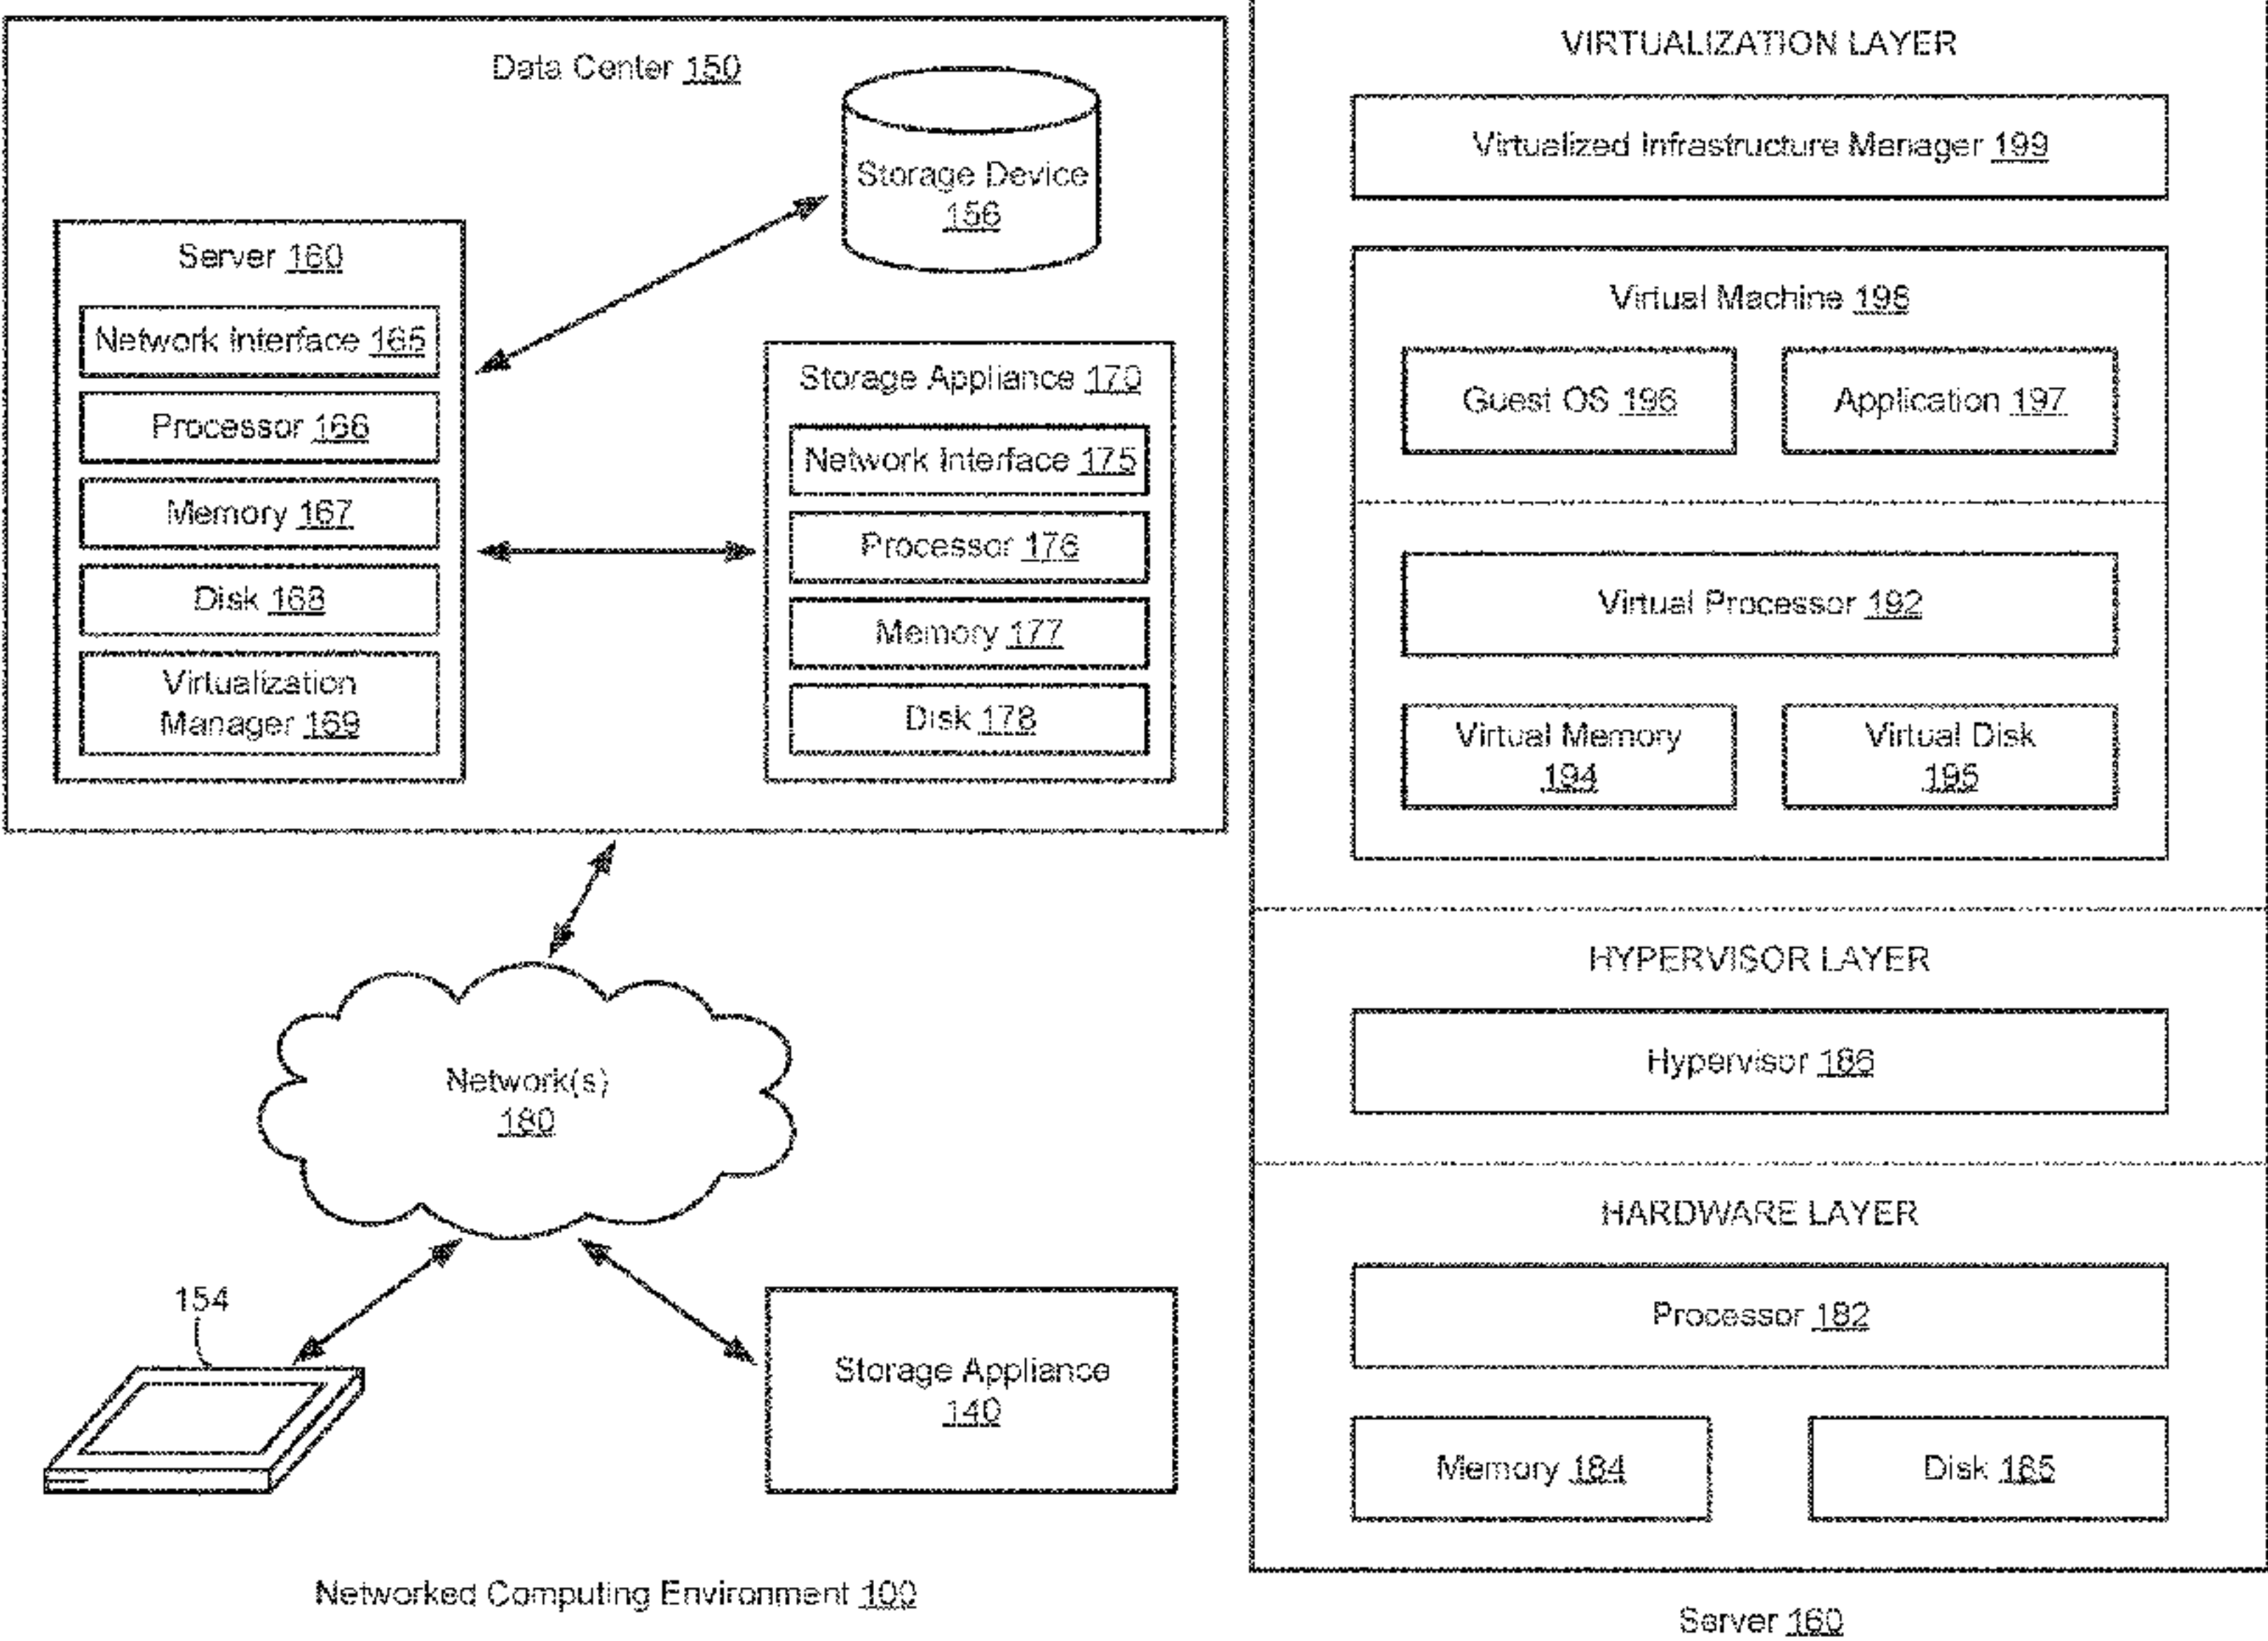 Data Center 150
Storage Device
156
Server 160
Network Interface 165
Processor 166
Memory 167
Disk 168
Virtualization
Manager 169
Storage Appliance 170
Network Interface 175
Processor 176
Memory 177
Disk 178
Network(s)
180
154
Storage Appliance
140
Networked Computing Environment 100
VIRTUALIZATION LAYER
Virtualized Infrastructure Manager 199
Virtual Machine 198
Guest OS 196
Application 197
Virtual Processor 192
Virtual Memory
194
Virtual Disk
195
HYPERVISOR LAYER
Hypervisor 186
HARDWARE LAYER
Processor 182
Memory 184
Disk 185
Server 160